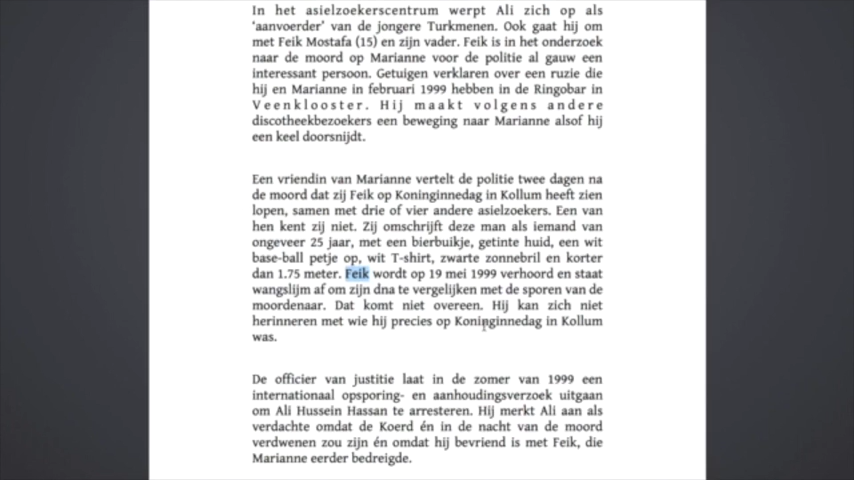 In het asielzoekerscentrum werpt Ali zich op als
‘aanvoerder’ van de jongere Turkmenen. Ook gaat hij om
met Feik Mostafa (15) en zijn vader. Feik is in het onderzoek
naar de moord op Marianne voor de politie al gauw een
interessant persoon. Getuigen verklaren over een ruzie die
hij en Marianne in februari 1999 hebben in de Ringobar in
Veenklooster. Hij maakt volgens andere
discotheekbezoekers een beweging naar Marianne alsof hij
een keel doorsnijdt.
Een vriendin van Marianne vertelt de politie twee dagen na
de moord dat zij Feik op Koninginnedag in Kollum heeft zien
lopen, samen met drie of vier andere asielzoekers. Een van
hen kent zij niet. Zij omschrijft deze man als iemand van
ongeveer 25 jaar, met een bierbuikje, getinte huid, een wit
base-ball petje op, wit T-shirt, zwarte zonnebril en korter
dan 1.75 meter. Feik wordt op 19 mei 1999 verhoord en staat
wangslijm af om zijn dna te vergelijken met de sporen van de
moordenaar. Dat komt niet overeen. Hij kan zich niet
herinneren met wie hij precies op Koninginnedag in Kollum
was.
De officier van justitie laat in de zomer van 1999 een
internationaal opsporing- en aanhoudingsverzoek uitgaan
om Ali Hussein Hassan te arresteren. Hij merkt Ali aan als
verdachte omdat de Koerd én in de nacht van de moord
verdwenen zou zijn én omdat hij bevriend is met Feik, die
Marianne eerder bedreigde.